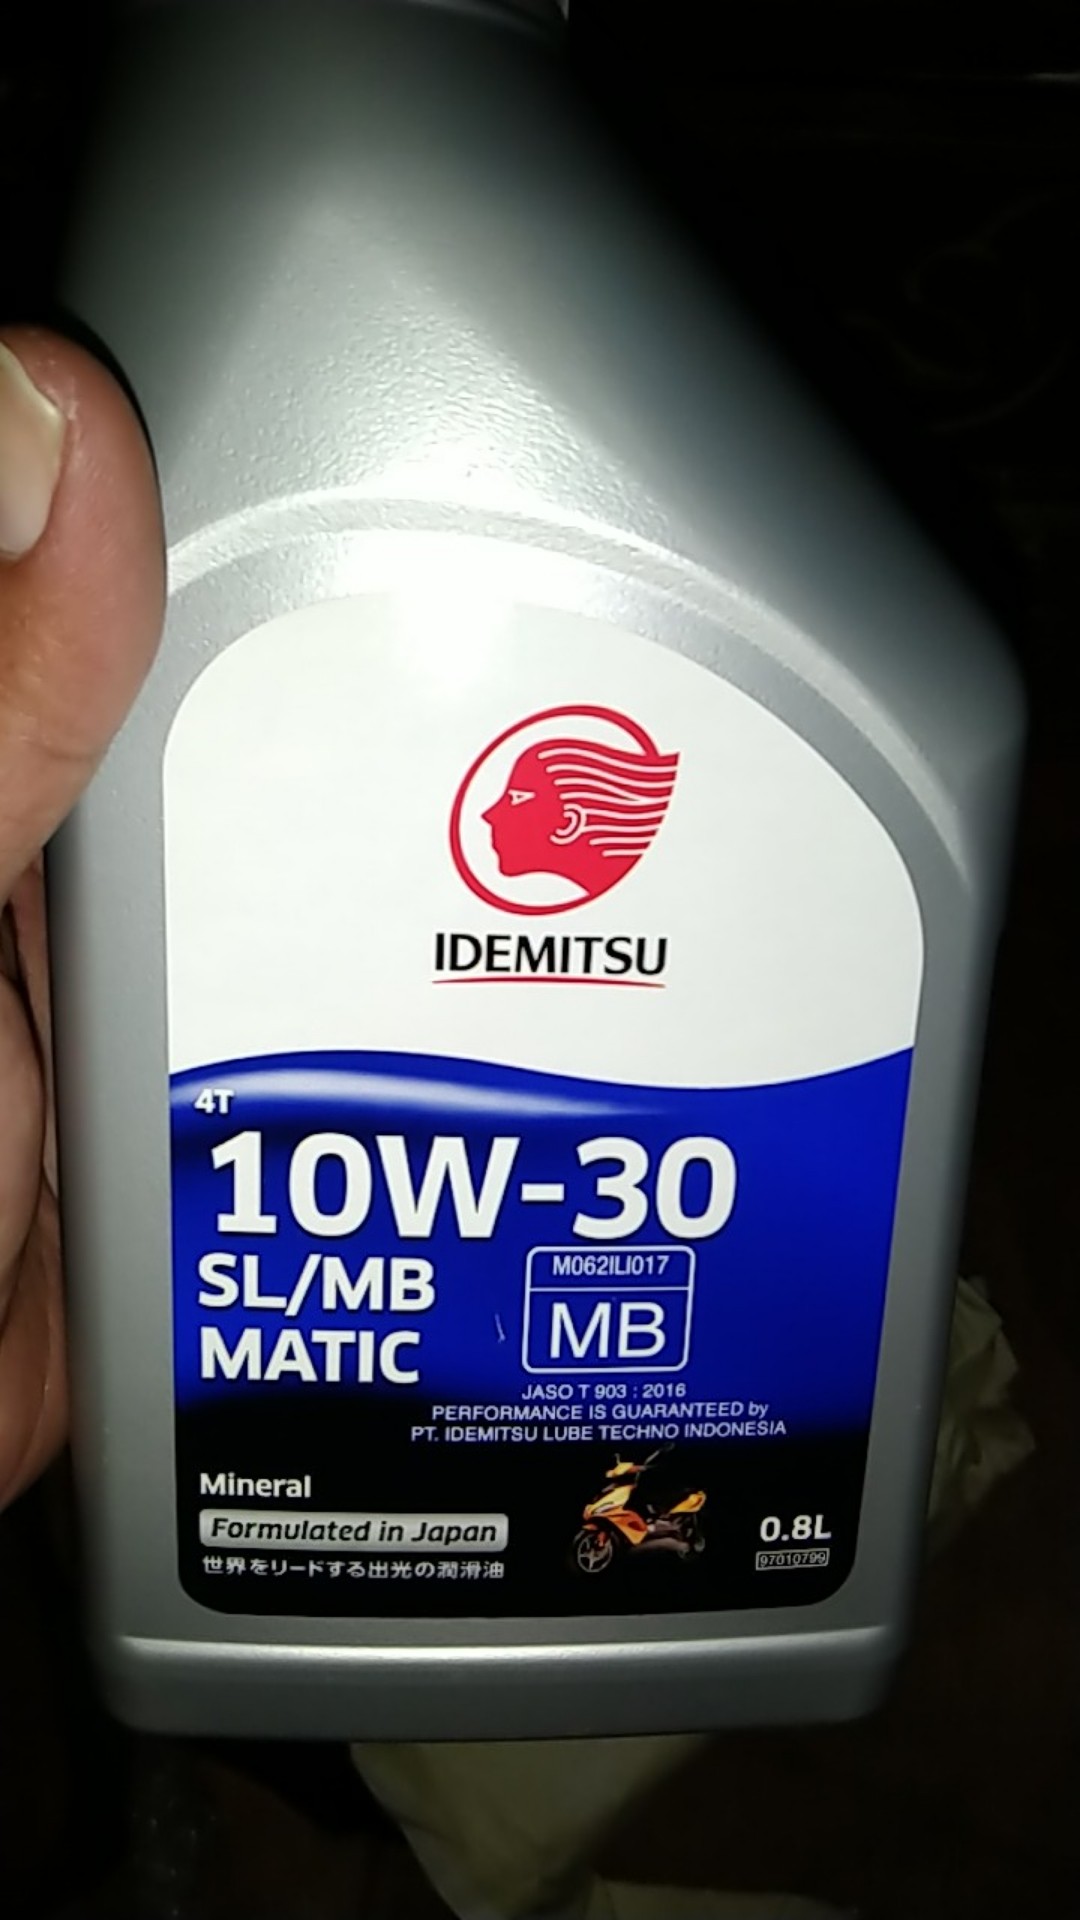 IDEMITSU
4T
10W-30
SL/MB
MATIC
M062ILI017
MB
JASO T 903 : 2016
PERFORMANCE IS GUARANTEED by
PT. IDEMITSU LUBE TECHNO INDONESIA
Mineral
Formulated in Japan
世界をリードする出光の潤滑油
0.8L
97010799